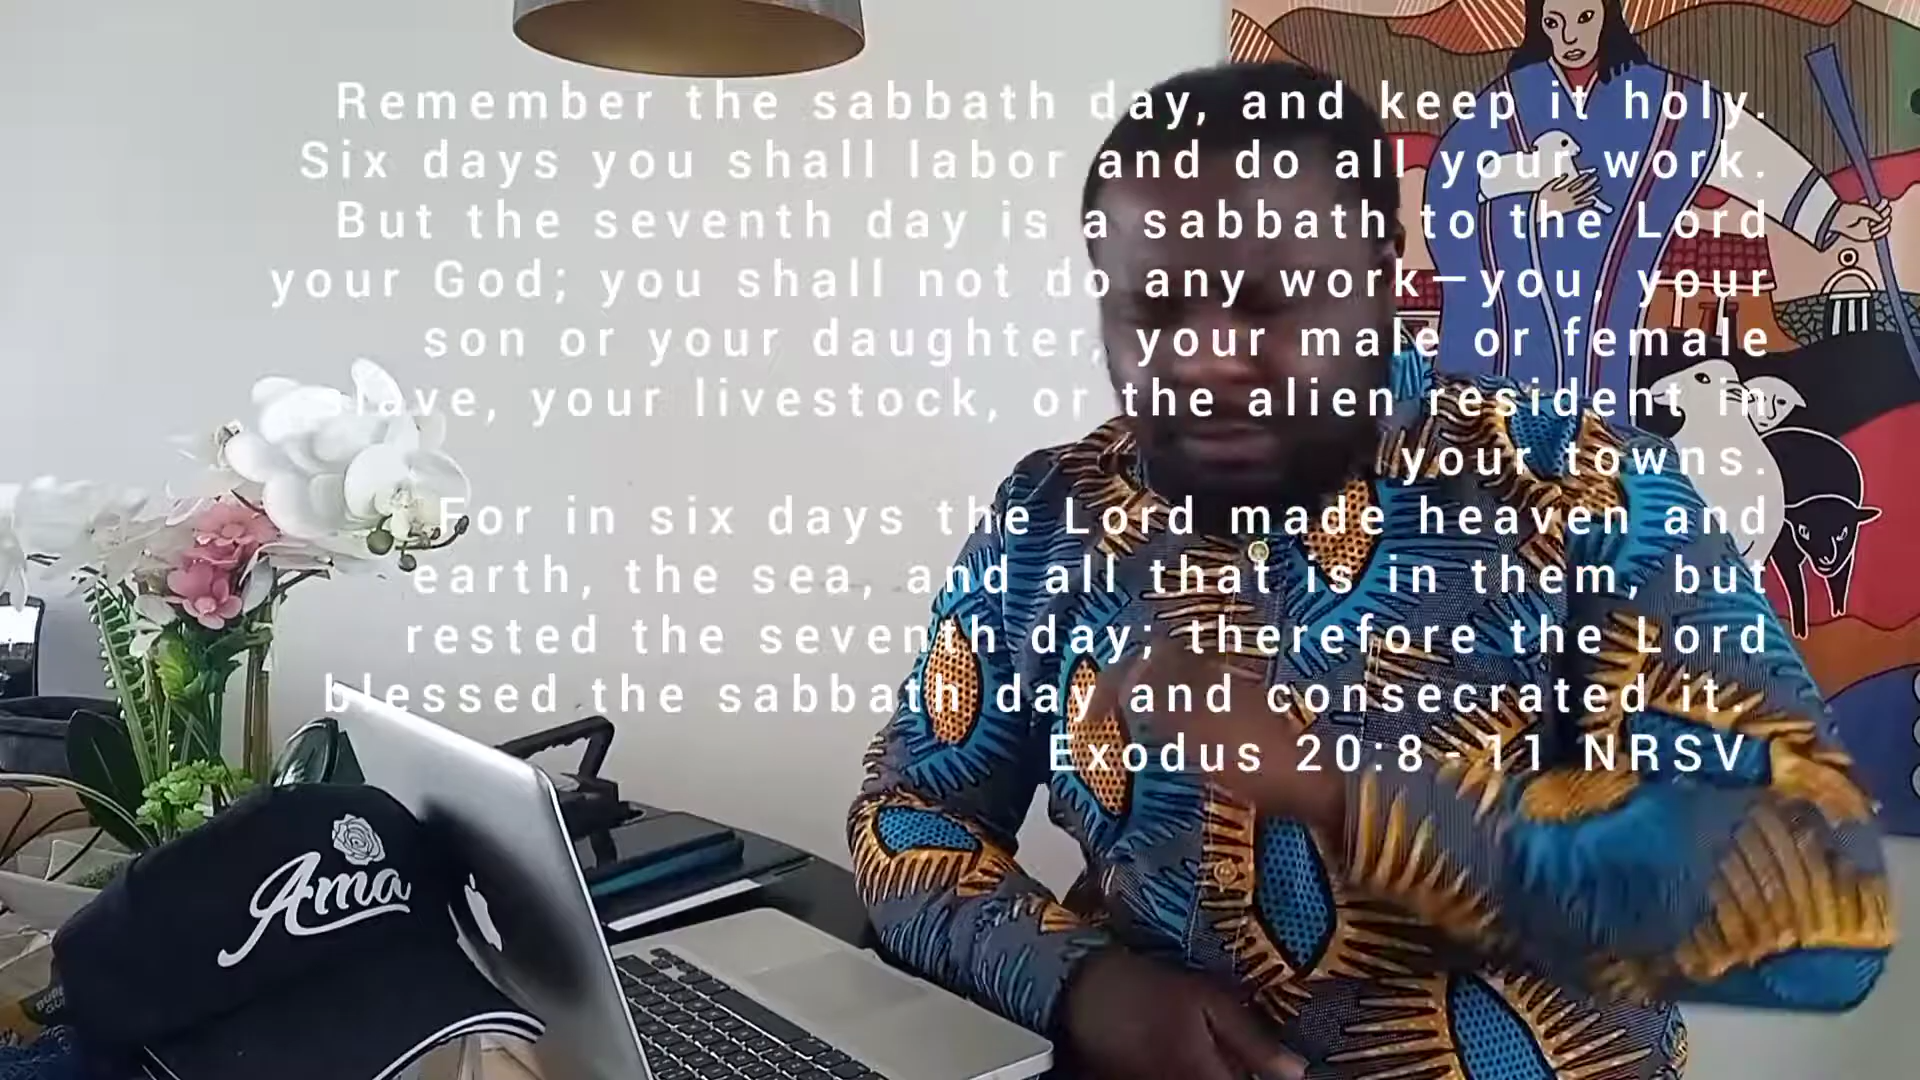 Remember the sabbath day, and keep it holy.
Six days you shall labor and do all your work.
But the seventh day is a sabbath to the Lord
your God; you shall not do any work—you, your
son or your daughter, your male or female
slave, your livestock, or the alien resident in
your towns.
For in six days the Lord made heaven and
earth, the sea, and all that is in them, but
rested the seventh day; therefore the Lord
blessed the sabbath day and consecrated it.
Exodus 20:8 - 11 NRSV
Ama